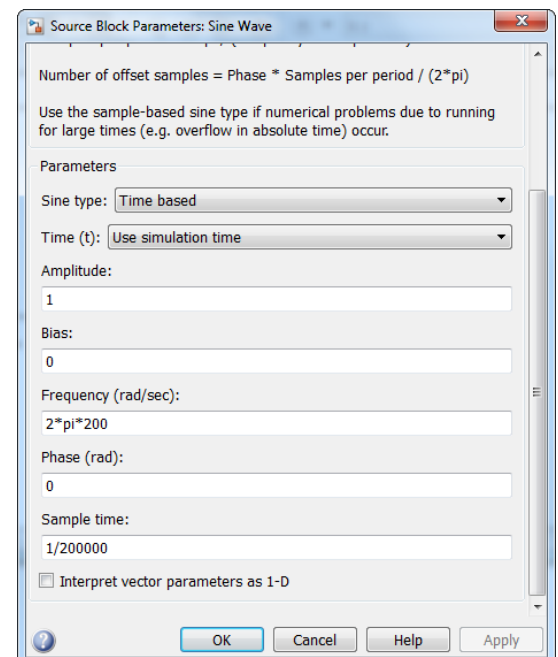 Source Block Parameters: Sine Wave
Number of offset samples = Phase * Samples per period / (2*pi)
Use the sample-based sine type if numerical problems due to running
for large times (e.g. overflow in absolute time) occur.
Parameters
Sine type: Time based
Time (t): Use simulation time
Amplitude:
1
Bias:
0
Frequency (rad/sec):
2*pi*200
Phase (rad):
0
Sample time:
1/200000
Interpret vector parameters as 1-D
OK Cancel Help Apply